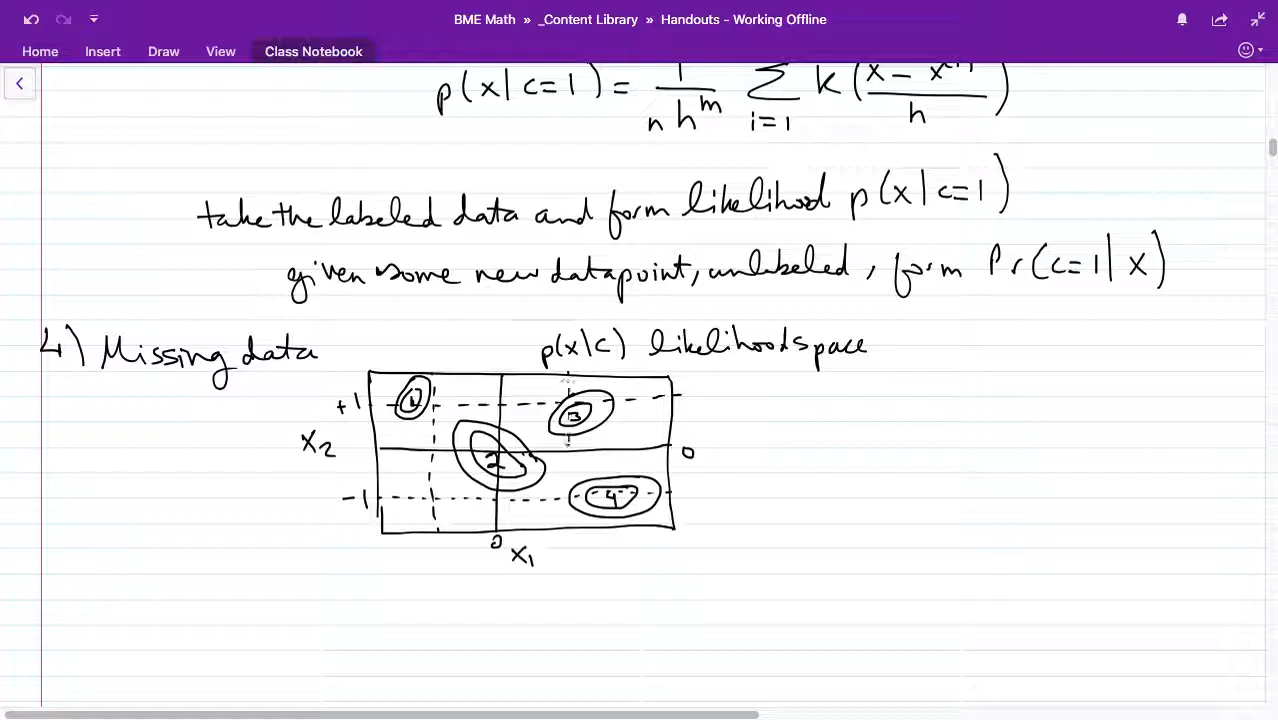 BME Math » _Content Library » Handouts - Working Offline
Home Insert Draw View Class Notebook
p(x|c=1) = 1/(n h^m) Σ i=1 k((x - x^(i))/h)
take the labeled data and form likelihood p(x|c=1)
given some new datapoint, unlabeled, form Pr(c=1|x)
4) Missing data
p(x|c) likelihood space
+1
1
3
x2
2
0
-1
4
0
x1